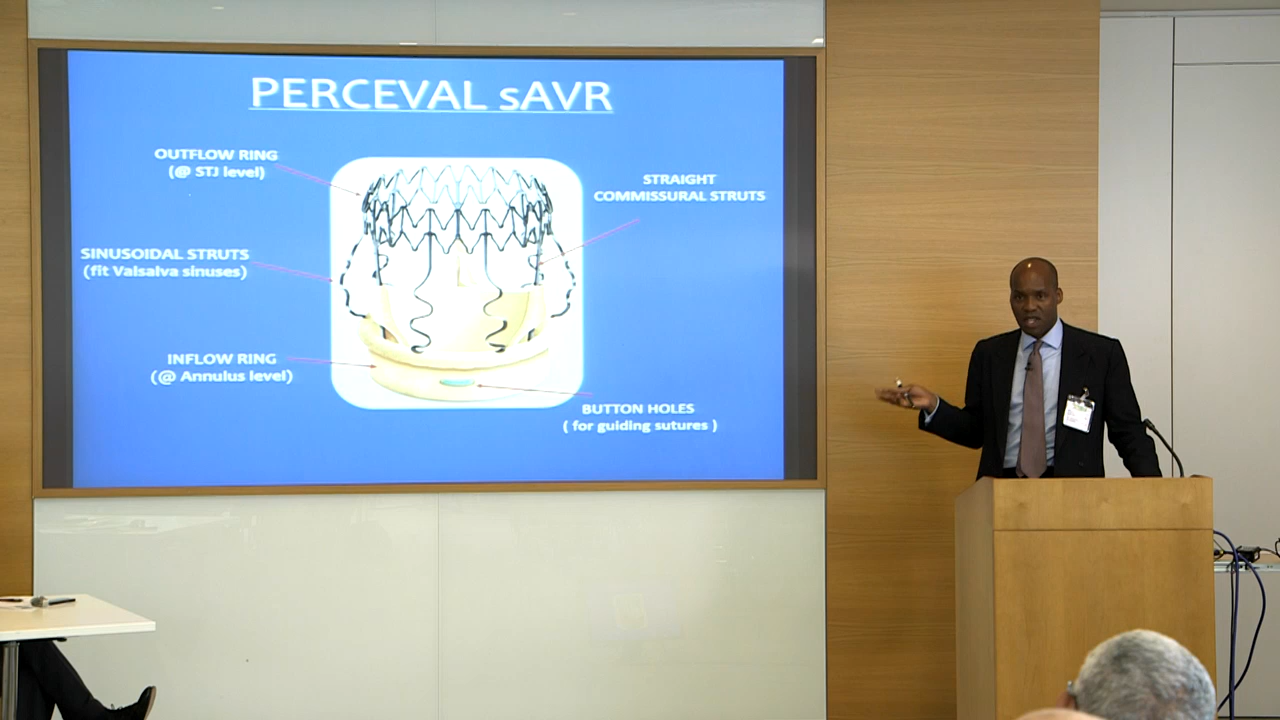 PERCEVAL sAVR
OUTFLOW RING
(@ STJ level)
STRAIGHT
COMMISSURAL STRUTS
SINUSOIDAL STRUTS
(fit Valsalva sinuses)
INFLOW RING
(@ Annulus level)
BUTTON HOLES
( for guiding sutures )